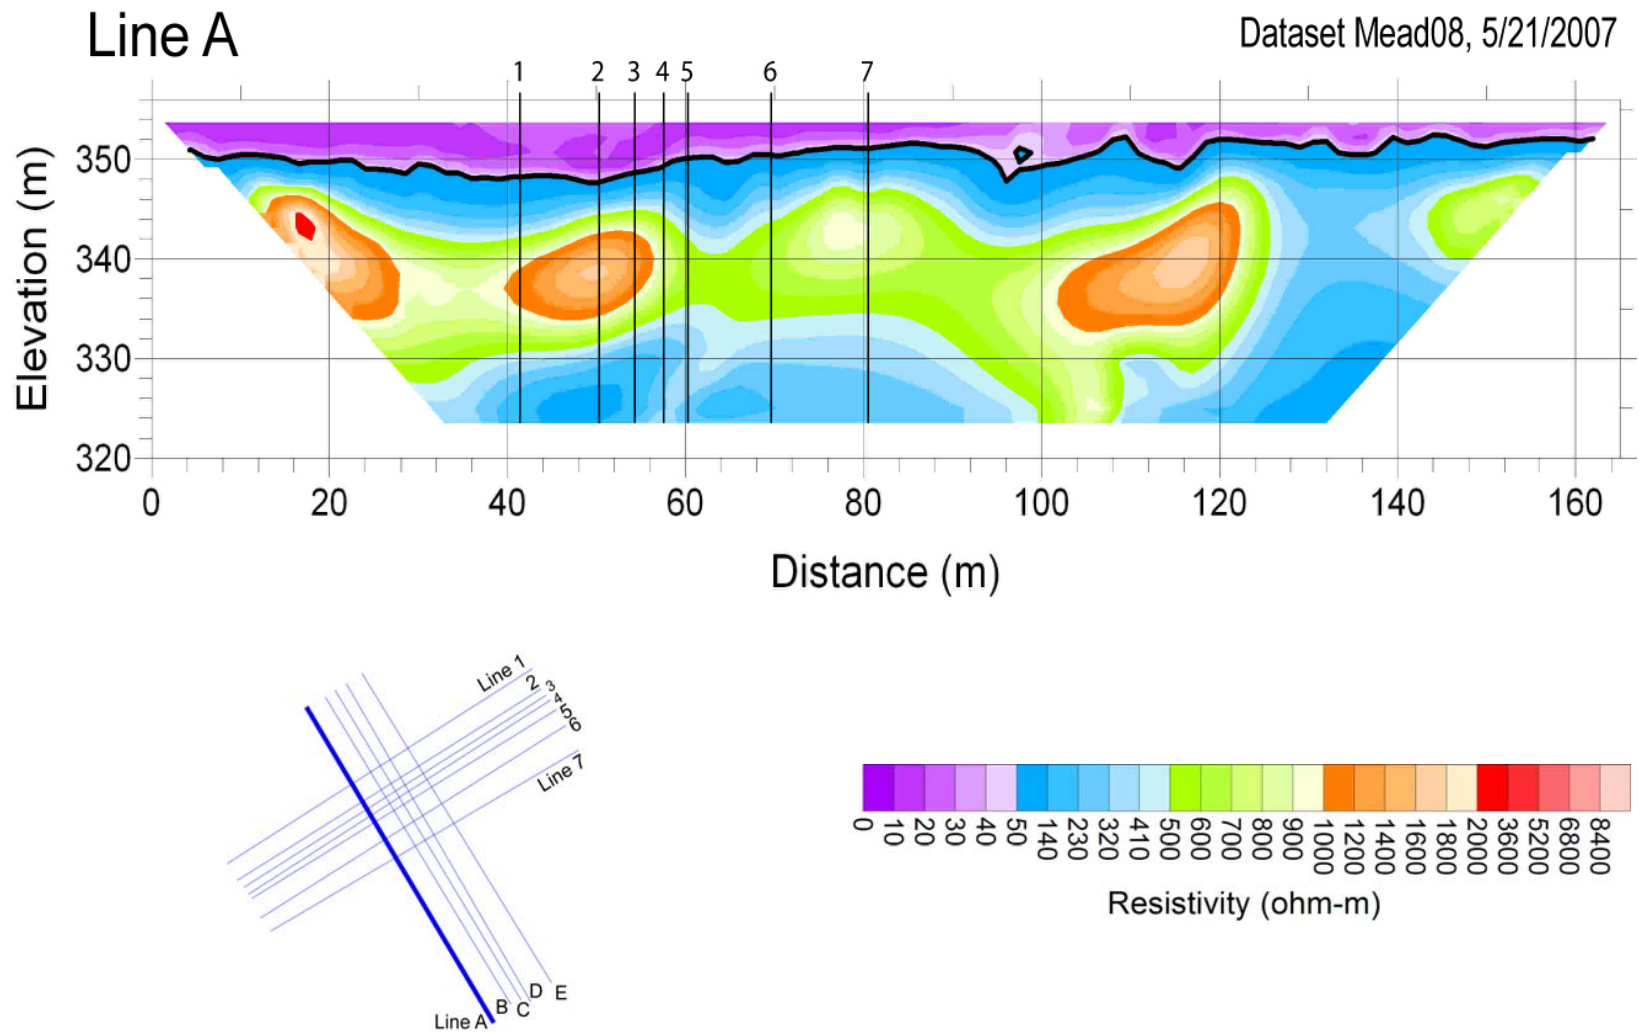 Line A
Dataset Mead08, 5/21/2007
1 2 3 4 5 6 7
Elevation (m)
350
340
330
320
0 20 40 60 80 100 120 140 160
Distance (m)
Line 1
2
3
4
5
6
Line 7
Line A B C D E
0 10 20 30 40 50 140 230 320 410 500 600 700 800 900 1000 1200 1400 1600 1800 2000 3600 5200 6800 8400
Resistivity (ohm-m)